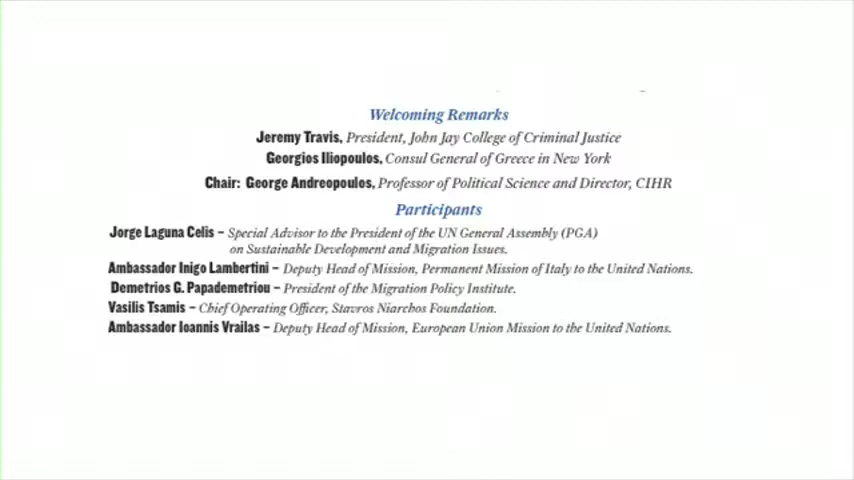 Welcoming Remarks
Jeremy Travis, President, John Jay College of Criminal Justice
Georgios Iliopoulos, Consul General of Greece in New York
Chair: George Andreopoulos, Professor of Political Science and Director, CIHR
Participants
Jorge Laguna Celis – Special Advisor to the President of the UN General Assembly (PGA)
on Sustainable Development and Migration Issues.
Ambassador Inigo Lambertini – Deputy Head of Mission, Permanent Mission of Italy to the United Nations.
Demetrios G. Papademetriou – President of the Migration Policy Institute.
Vasilis Tsamis – Chief Operating Officer, Stavros Niarchos Foundation.
Ambassador Ioannis Vrailas – Deputy Head of Mission, European Union Mission to the United Nations.